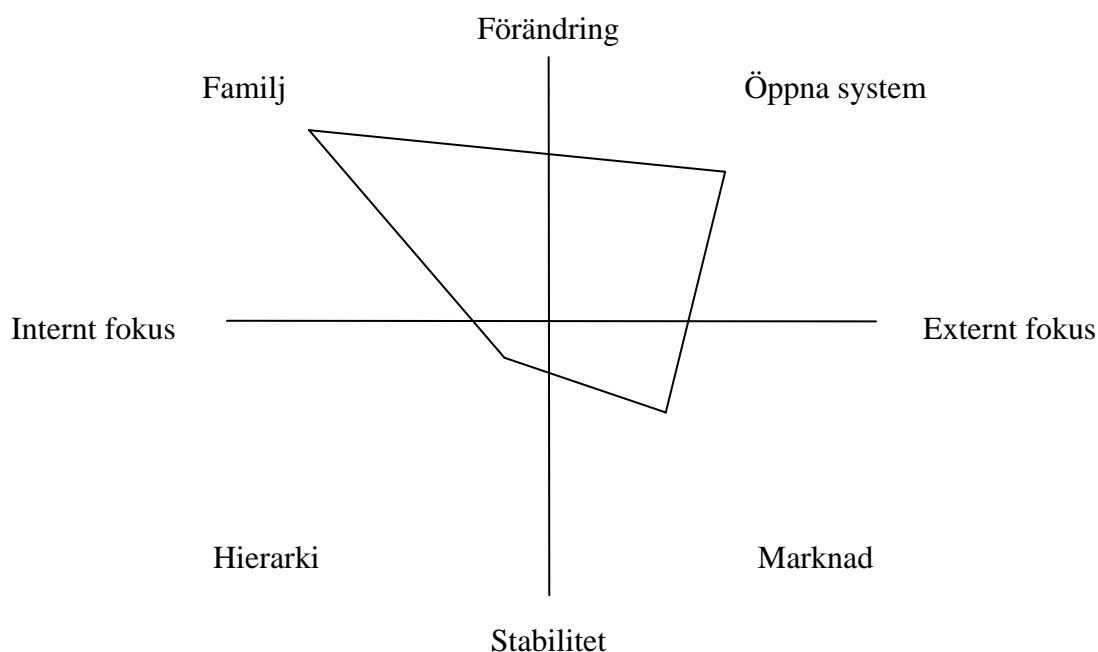 Förändring
Familj
Öppna system
Internt fokus
Externt fokus
Hierarki
Marknad
Stabilitet